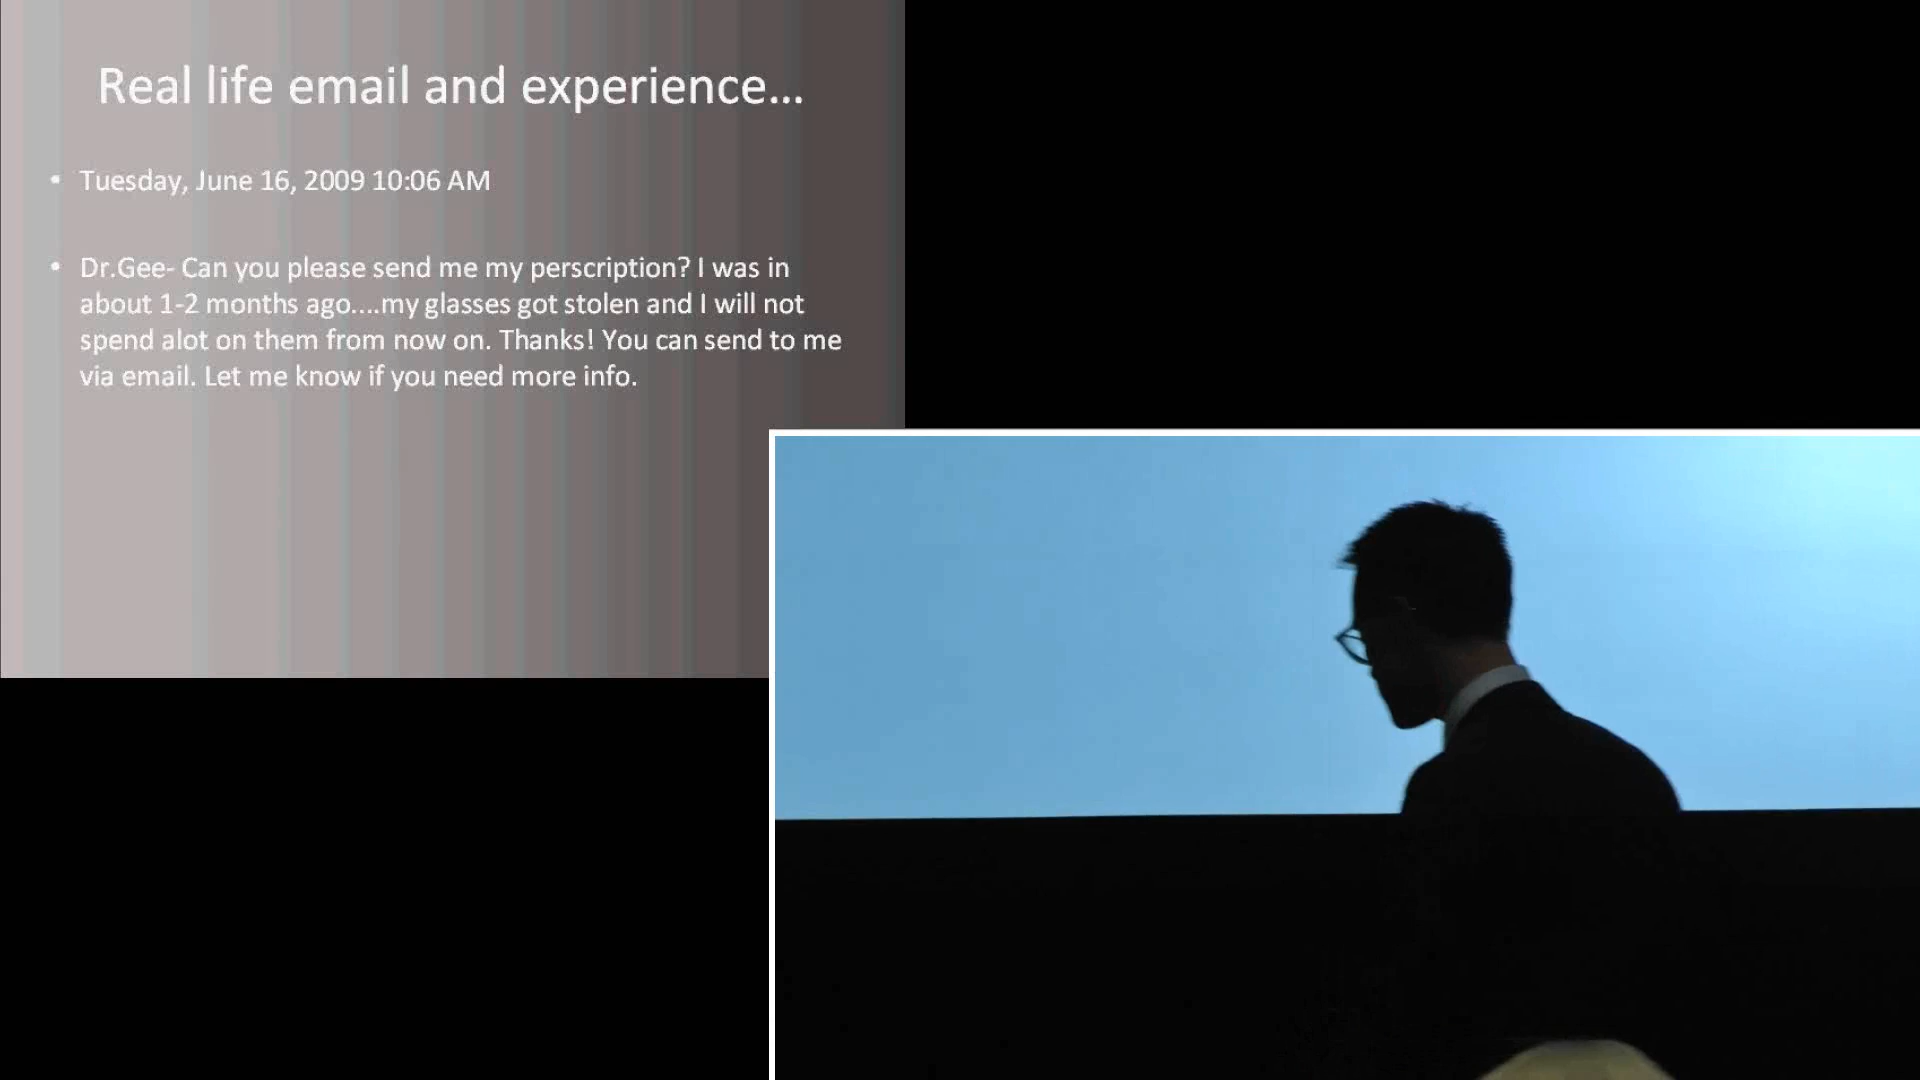 Real life email and experience...
• Tuesday, June 16, 2009 10:06 AM
• Dr.Gee- Can you please send me my perscription? I was in
about 1-2 months ago....my glasses got stolen and I will not
spend alot on them from now on. Thanks! You can send to me
via email. Let me know if you need more info.